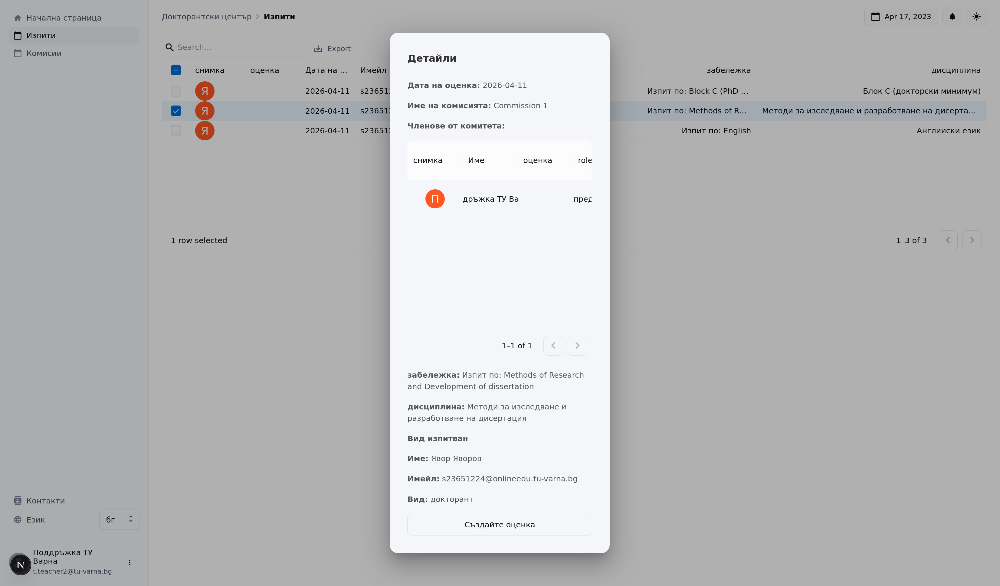 Начална страница
Изпити
Комисии
Докторантски център > Изпити
Apr 17, 2023
Search…
Export
снимка оценка Дата на … Имейл забележка дисциплина
Я 2026-04-11 s23651 Изпит по: Block C (PhD … Блок C (докторски минимум)
Я 2026-04-11 s23651 Изпит по: Methods of R… Методи за изследване и разработване на дисерта…
Я 2026-04-11 s23651 Изпит по: English Англииски език
1 row selected
1–3 of 3
Детайли
Дата на оценка: 2026-04-11
Име на комисията: Commission 1
Членове от комитета:
снимка Име оценка role
П дръжка ТУ Ва пред
1–1 of 1
забележка: Изпит по: Methods of Research
and Development of dissertation
дисциплина: Методи за изследване и
разработване на дисертация
Вид изпитван
Име: Явор Яворов
Имейл: s23651224@onlineedu.tu-varna.bg
Вид: докторант
Създайте оценка
Контакти
Език бг
Поддръжка ТУ
Варна
t.teacher2@tu-varna.bg
N